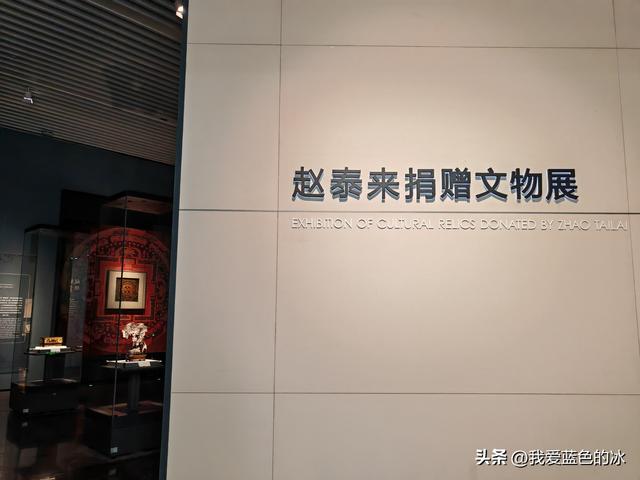 赵泰来捐赠文物展
EXHIBITION OF CULTURAL RELICS DONATED BY ZHAO TAILAI
头条 @我爱蓝色的冰